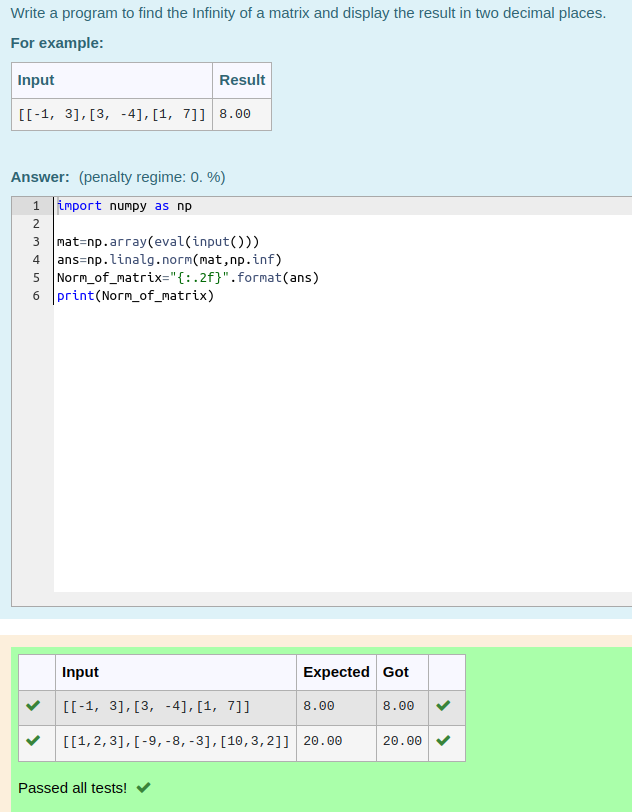 Write a program to find the Infinity of a matrix and display the result in two decimal places.
For example:
Input Result
[[-1, 3],[3, -4],[1, 7]] 8.00
Answer: (penalty regime: 0. %)
1 import numpy as np
2
3 mat=np.array(eval(input()))
4 ans=np.linalg.norm(mat,np.inf)
5 Norm_of_matrix="{:.2f}".format(ans)
6 print(Norm_of_matrix)
Input Expected Got
[[-1, 3],[3, -4],[1, 7]] 8.00 8.00
[[1,2,3],[-9,-8,-3],[10,3,2]] 20.00 20.00
Passed all tests!